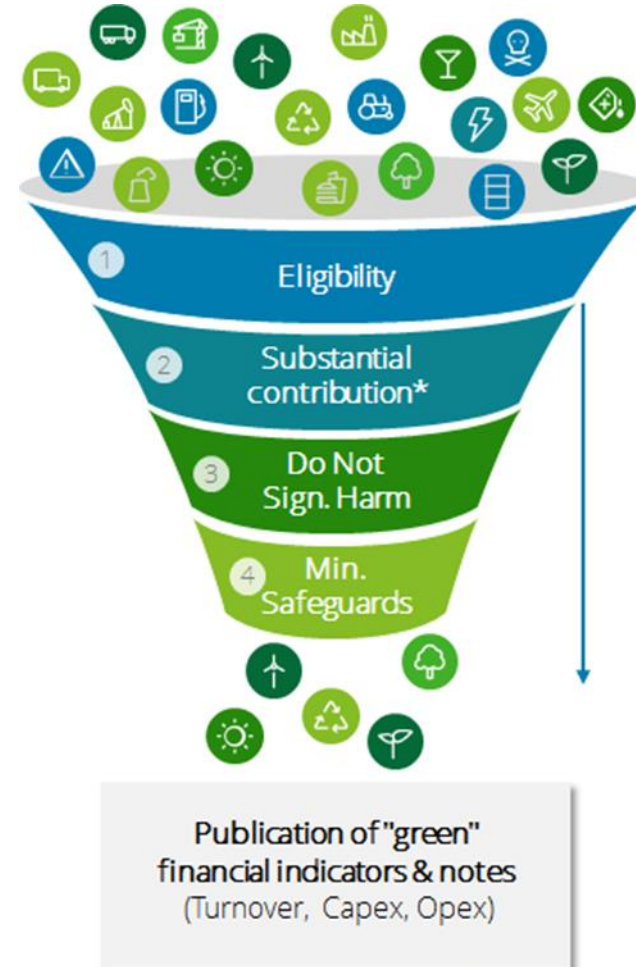 1
Eligibility
2
Substantial
contribution*
3
Do Not
Sign. Harm
4
Min.
Safeguards
Publication of "green"
financial indicators & notes
(Turnover, Capex, Opex)